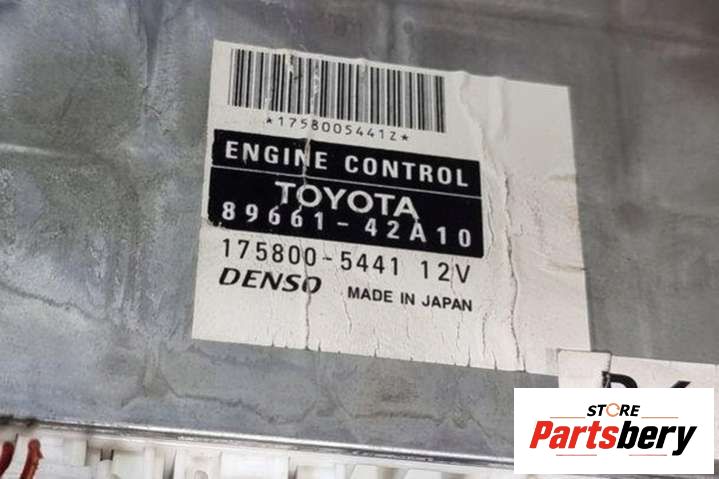 *1758005441Z*
ENGINE CONTROL
TOYOTA
89661-42A10
175800-5441 12V
DENSO MADE IN JAPAN
STORE
Partsbery